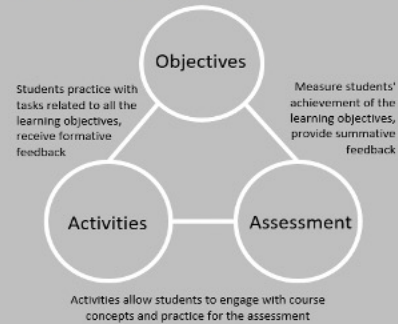 Objectives
Students practice with
tasks related to all the
learning objectives,
receive formative
feedback
Measure students'
achievement of the
learning objectives,
provide summative
feedback
Activities
Assessment
Activities allow students to engage with course
concepts and practice for the assessment